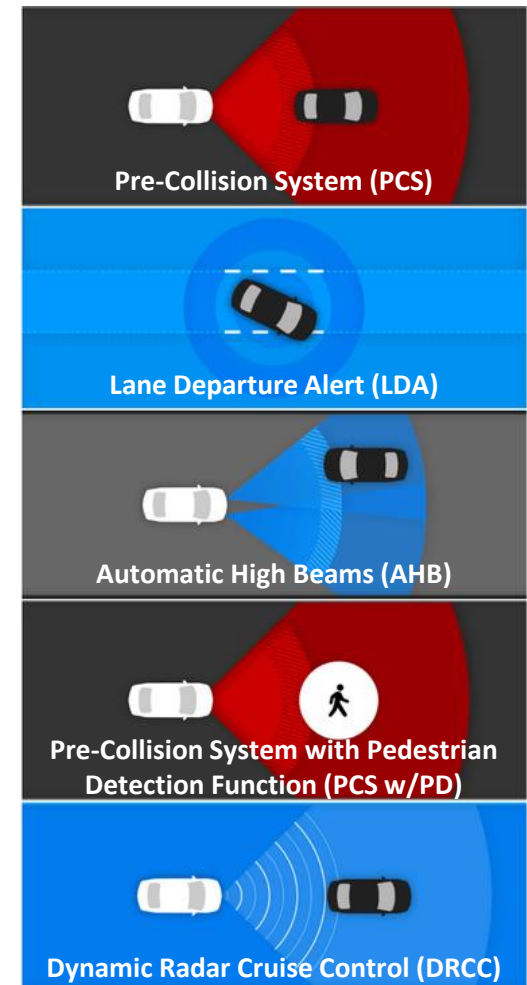 Pre-Collision System (PCS)
Lane Departure Alert (LDA)
Automatic High Beams (AHB)
Pre-Collision System with Pedestrian
Detection Function (PCS w/PD)
Dynamic Radar Cruise Control (DRCC)